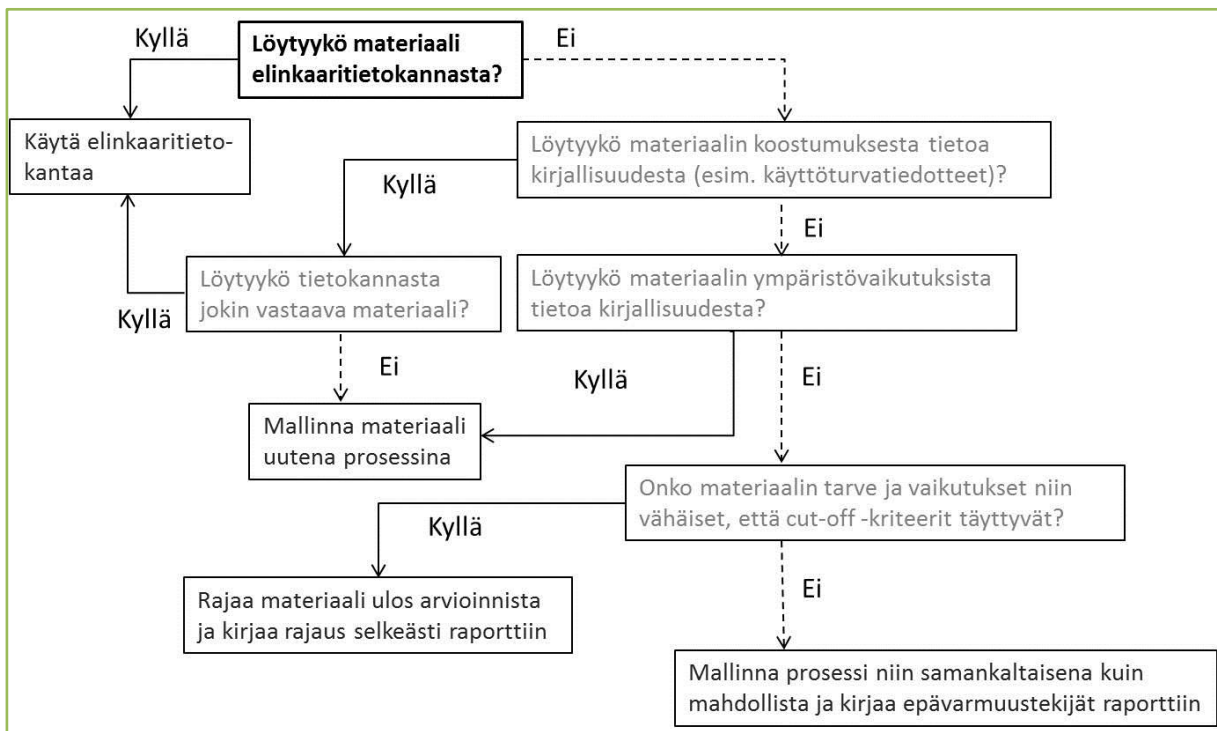 Kyllä
Löytyykö materiaali
elinkaaritietokannasta?
Ei
Käytä elinkaaritieto-
kantaa
Löytyykö materiaalin koostumuksesta tietoa
kirjallisuudesta (esim. käyttöturvatiedotteet)?
Kyllä
Ei
Löytyykö tietokannasta
jokin vastaava materiaali?
Löytyykö materiaalin ympäristövaikutuksista
tietoa kirjallisuudesta?
Kyllä
Ei
Kyllä
Ei
Mallinna materiaali
uutena prosessina
Onko materiaalin tarve ja vaikutukset niin
vähäiset, että cut-off -kriteerit täyttyvät?
Kyllä
Ei
Rajaa materiaali ulos arvioinnista
ja kirjaa rajaus selkeästi raporttiin
Mallinna prosessi niin samankaltaisena kuin
mahdollista ja kirjaa epävarmuustekijät raporttiin